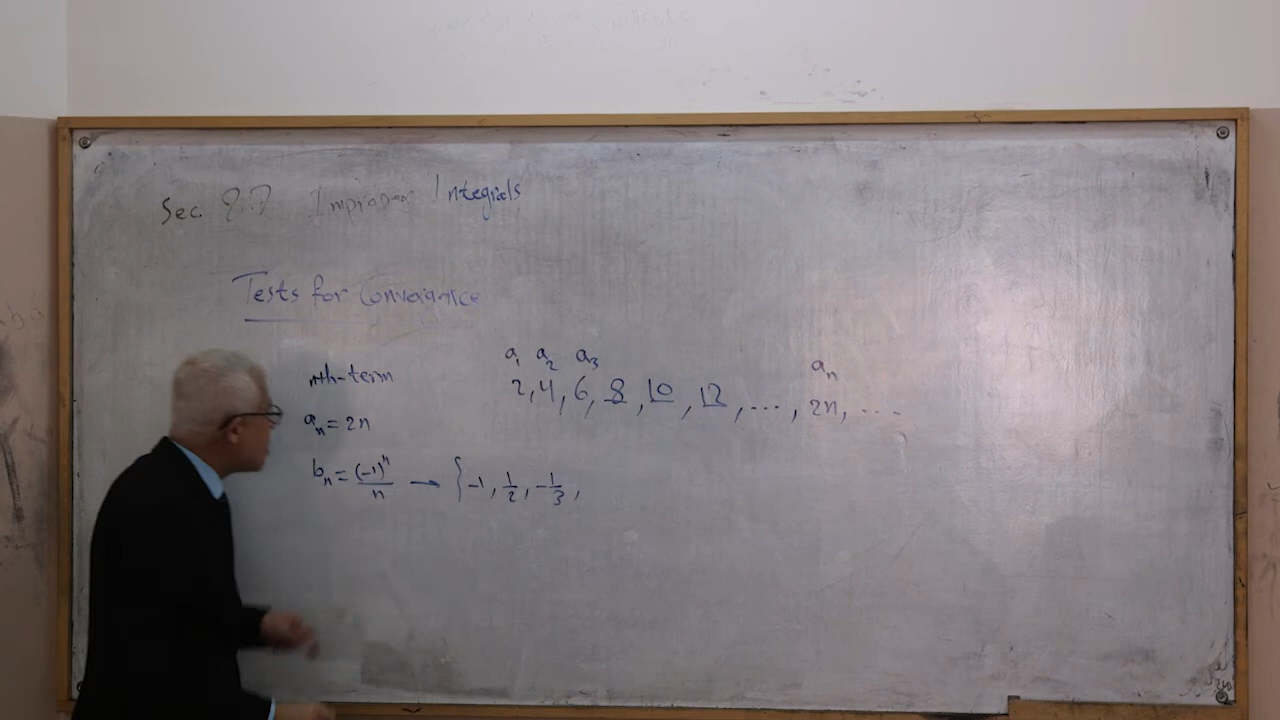 Sec. 8.7 Improper Integrals
Tests for Convergence
a₁ a₂ a₃ aₙ
nth-term 2, 4, 6, 8, 10, 12, ..., 2n, ...
aₙ = 2n
bₙ = (-1)ⁿ/n → {-1, 1/2, -1/3,